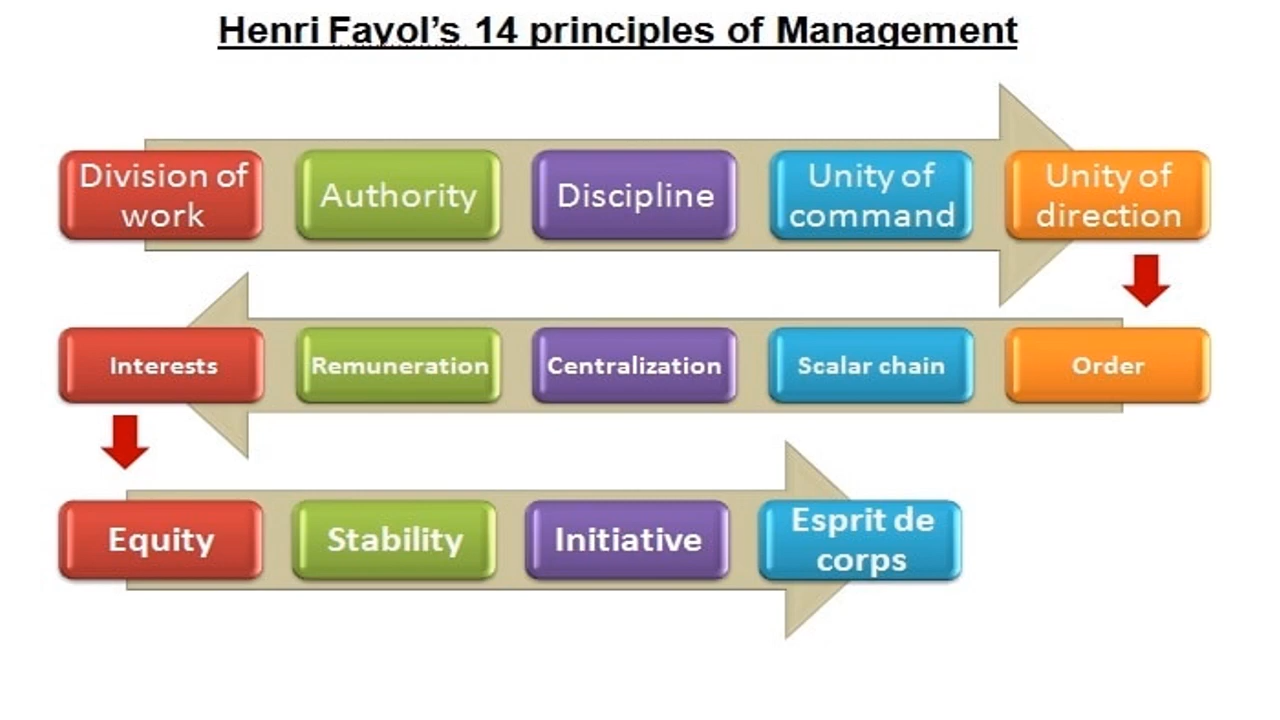 Henri Fayol’s 14 principles of Management
Division of
work
Authority
Discipline
Unity of
command
Unity of
direction
Interests
Remuneration
Centralization
Scalar chain
Order
Equity
Stability
Initiative
Esprit de
corps